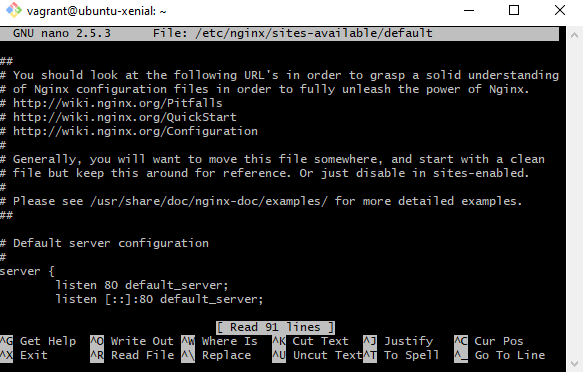 vagrant@ubuntu-xenial: ~
GNU nano 2.5.3 File: /etc/nginx/sites-available/default
##
# You should look at the following URL's in order to grasp a solid understanding
# of Nginx configuration files in order to fully unleash the power of Nginx.
# http://wiki.nginx.org/Pitfalls
# http://wiki.nginx.org/QuickStart
# http://wiki.nginx.org/Configuration
#
# Generally, you will want to move this file somewhere, and start with a clean
# file but keep this around for reference. Or just disable in sites-enabled.
#
# Please see /usr/share/doc/nginx-doc/examples/ for more detailed examples.
##
# Default server configuration
#
server {
listen 80 default_server;
listen [::]:80 default_server;
[ Read 91 lines ]
^G Get Help ^O Write Out ^W Where Is ^K Cut Text ^J Justify ^C Cur Pos
^X Exit ^R Read File ^\ Replace ^U Uncut Text ^T To Spell ^_ Go To Line